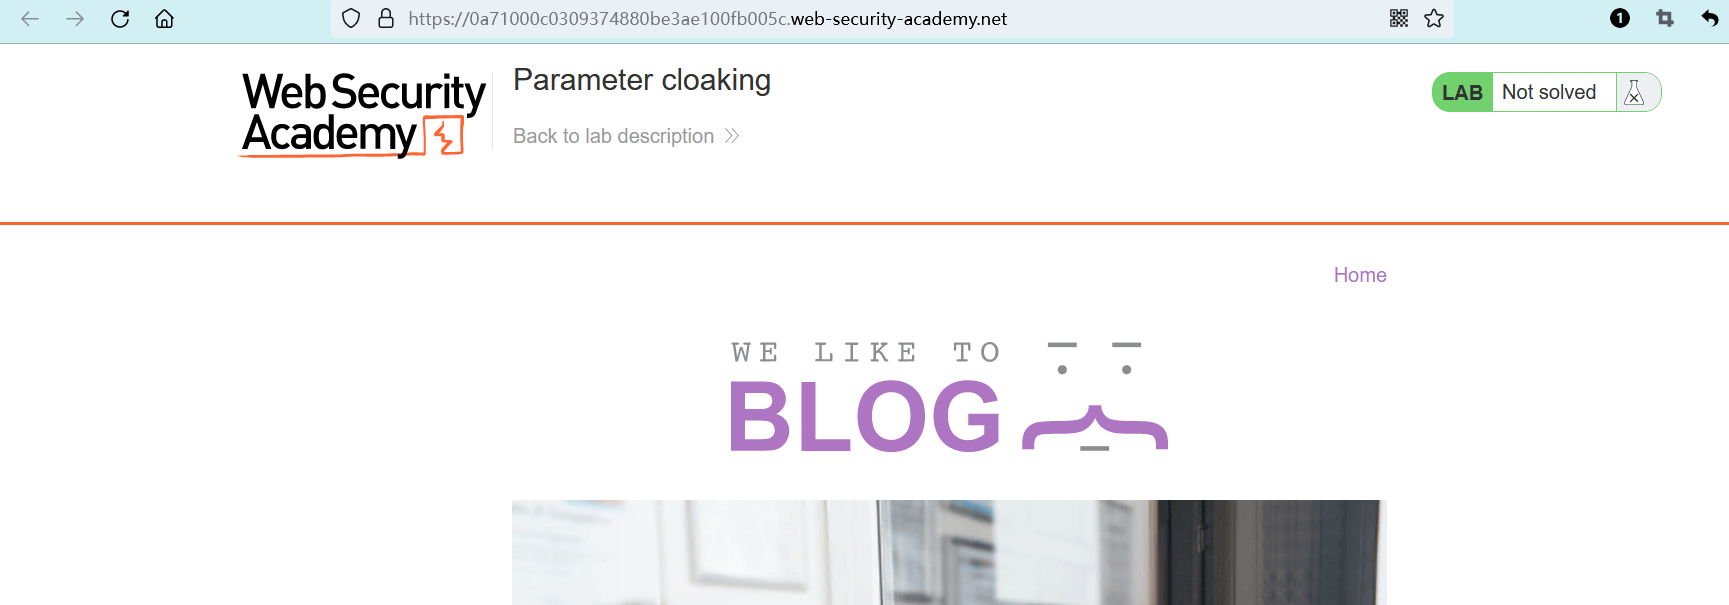 https://0a71000c0309374880be3ae100fb005c.web-security-academy.net
1
Web Security
Academy
Parameter cloaking
Back to lab description
LAB Not solved
Home
WE LIKE TO
BLOG